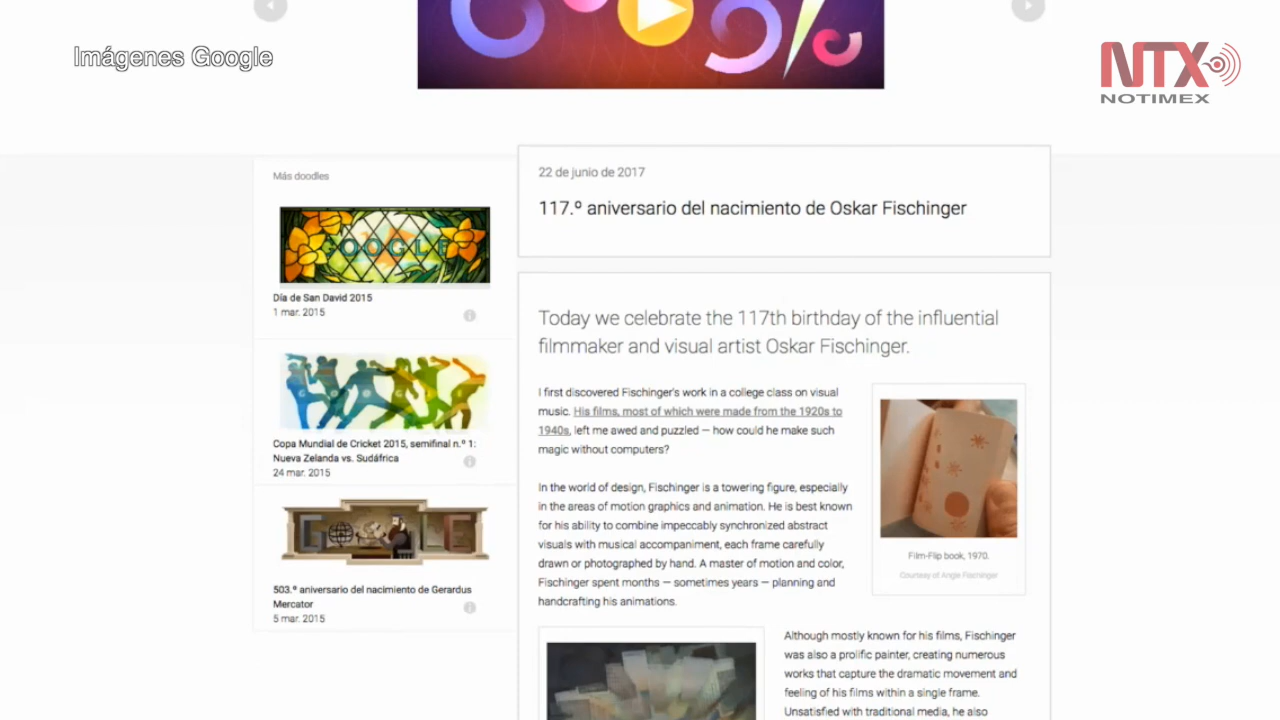 Imágenes Google
NTX
NOTIMEX
Más doodles
GOOGLE
Día de San David 2015
1 mar. 2015
Copa Mundial de Cricket 2015, semifinal n.º 1:
Nueva Zelanda vs. Sudáfrica
24 mar. 2015
503.º aniversario del nacimiento de Gerardus
Mercator
5 mar. 2015
22 de junio de 2017
117.º aniversario del nacimiento de Oskar Fischinger
Today we celebrate the 117th birthday of the influential
filmmaker and visual artist Oskar Fischinger.
I first discovered Fischinger's work in a college class on visual
music. His films, most of which were made from the 1920s to
1940s, left me awed and puzzled — how could he make such
magic without computers?
In the world of design, Fischinger is a towering figure, especially
in the areas of motion graphics and animation. He is best known
for his ability to combine impeccably synchronized abstract
visuals with musical accompaniment, each frame carefully
drawn or photographed by hand. A master of motion and color,
Fischinger spent months — sometimes years — planning and
handcrafting his animations.
Film-Flip book, 1970.
Courtesy of Angie Fischinger
Although mostly known for his films, Fischinger
was also a prolific painter, creating numerous
works that capture the dramatic movement and
feeling of his films within a single frame.
Unsatisfied with traditional media, he also